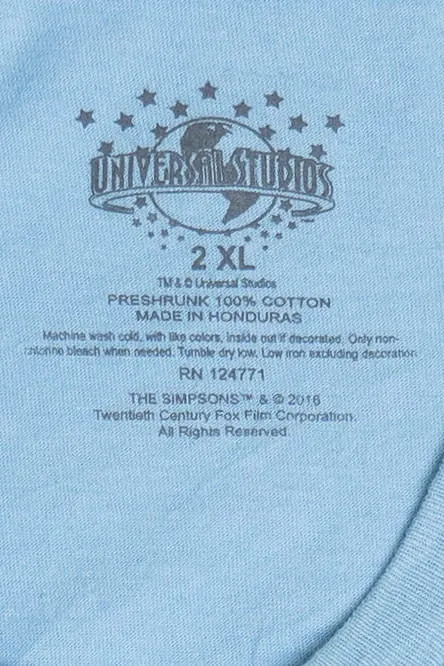 UNIVERSAL STUDIOS
2 XL
TM & © Universal Studios
PRESHRUNK 100% COTTON
MADE IN HONDURAS
Machine wash cold, with like colors, inside out if decorated. Only non-
chlorine bleach when needed. Tumble dry low. Low iron excluding decoration
RN 124771
THE SIMPSONS™ & © 2016
Twentieth Century Fox Film Corporation.
All Rights Reserved.